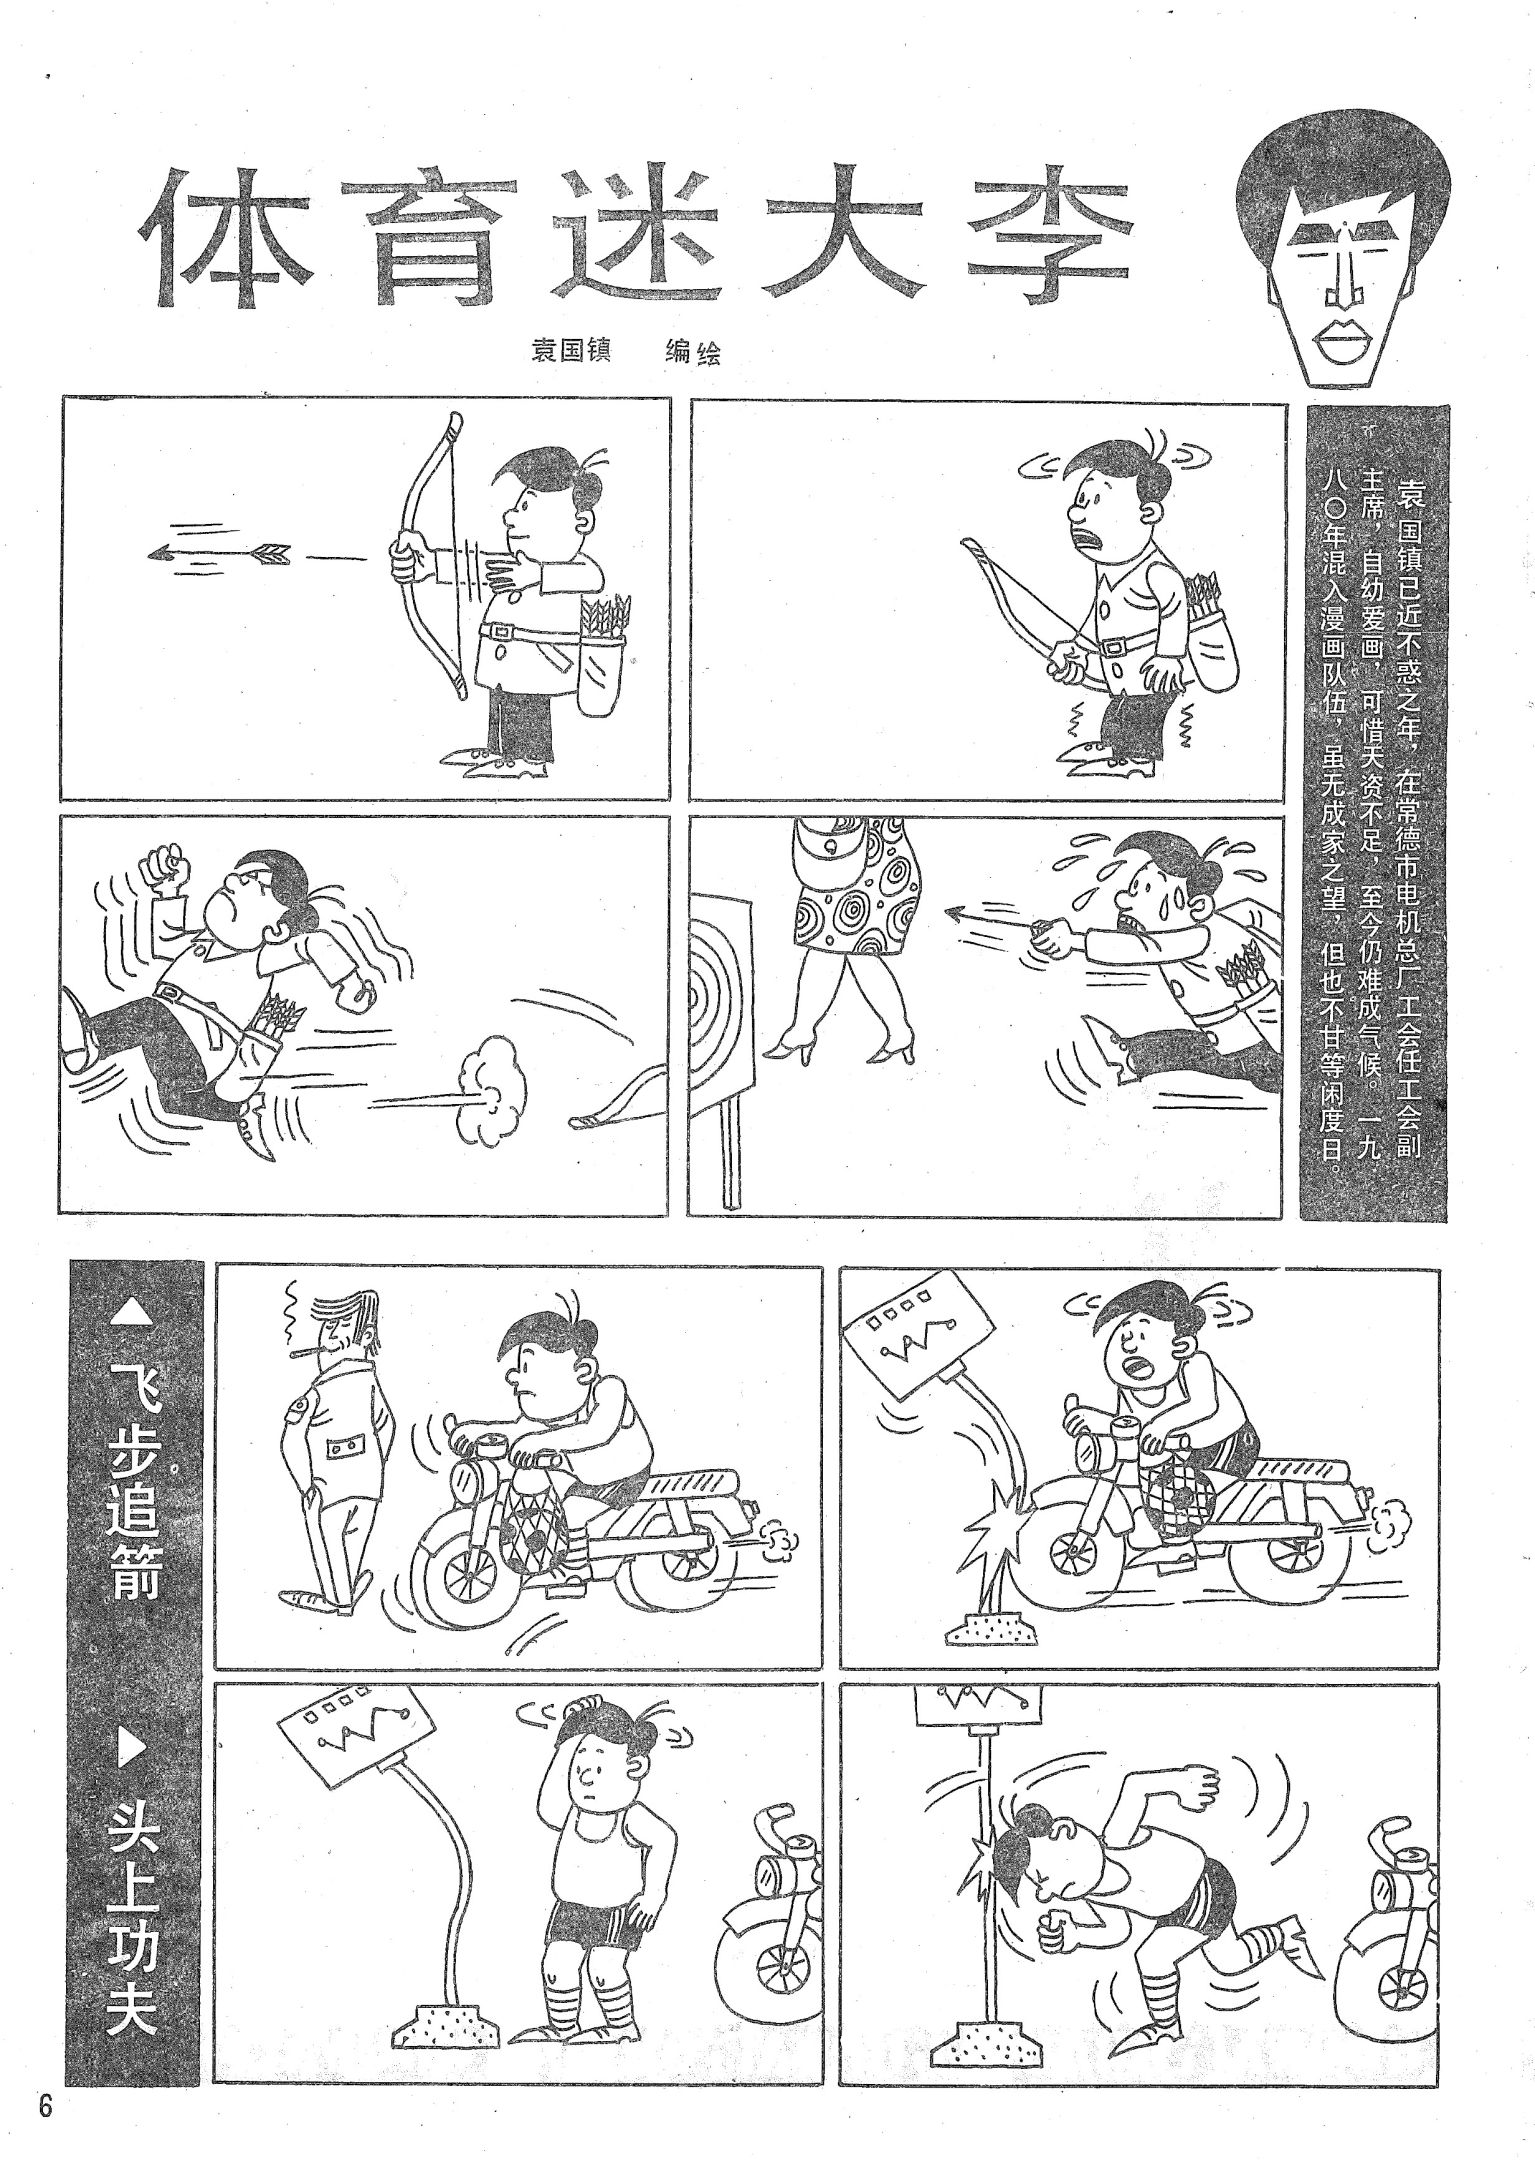 体育迷大李
袁国镇 编绘
袁国镇已近不惑之年，在常德市电机总厂工会任工会副
主席，自幼爱画，可惜天资不足，至今仍难成气候。一九
八〇年混入漫画队伍，虽无成家之望，但也不甘等闲度日。
▲飞步追箭
▶头上功夫
6